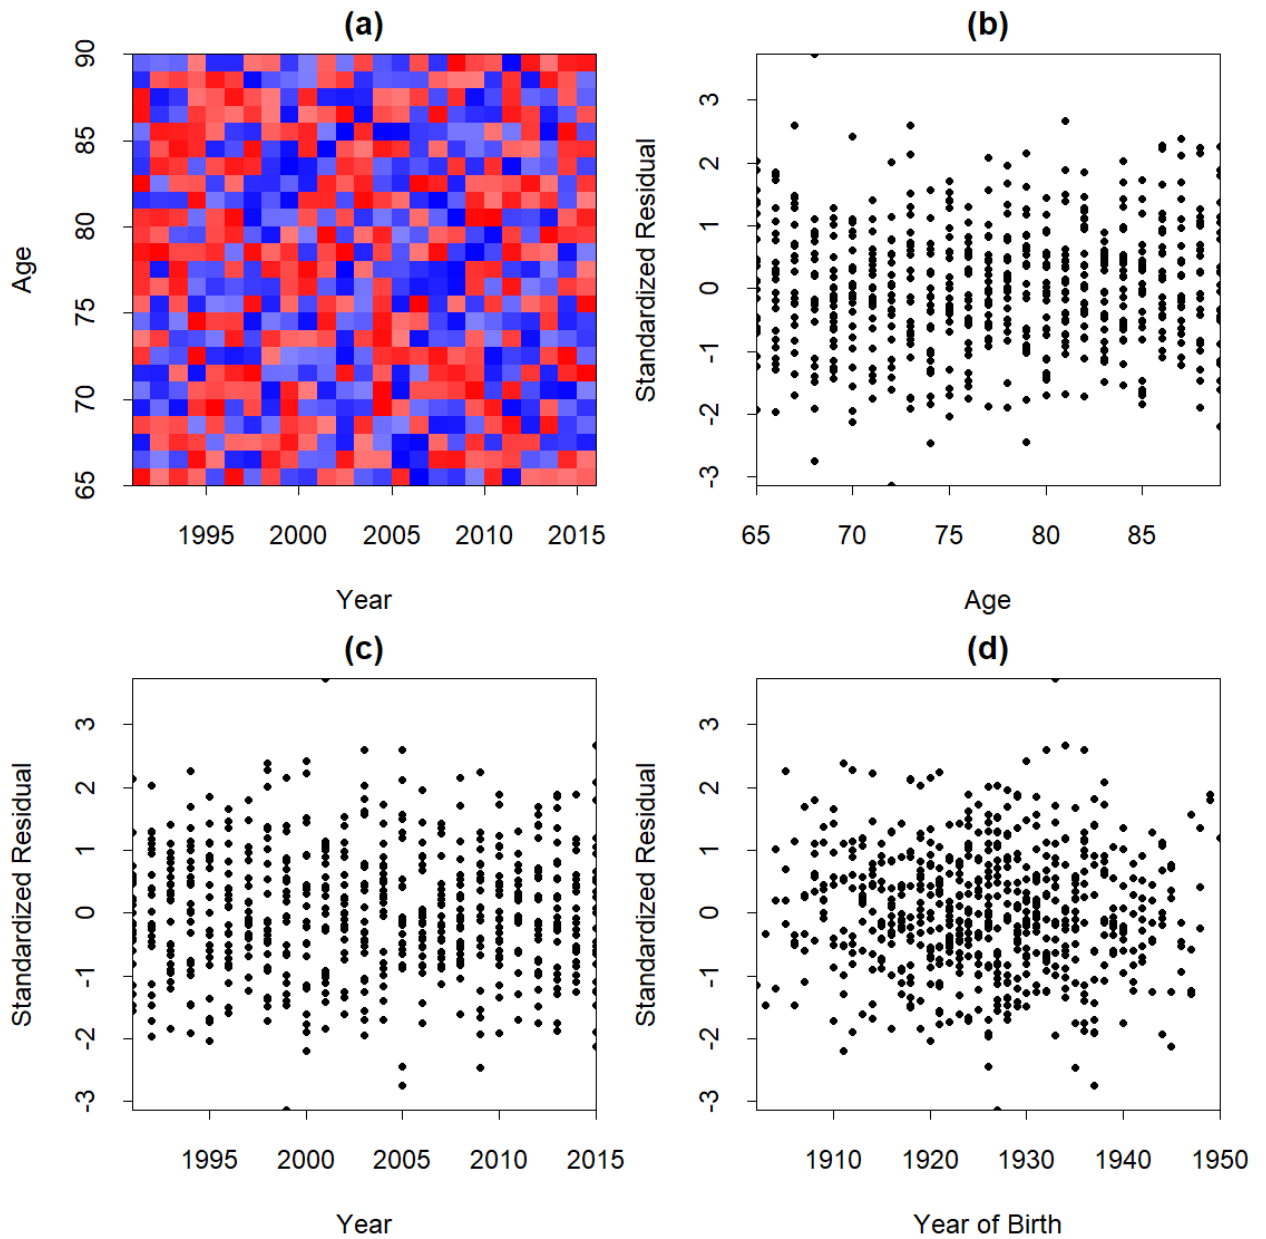 (a)
90
85
80
75
70
65
Age
1995 2000 2005 2010 2015
Year
(b)
3
2
1
0
-1
-2
-3
Standardized Residual
65 70 75 80 85
Age
(c)
3
2
1
0
-1
-2
-3
Standardized Residual
1995 2000 2005 2010 2015
Year
(d)
3
2
1
0
-1
-2
-3
Standardized Residual
1910 1920 1930 1940 1950
Year of Birth